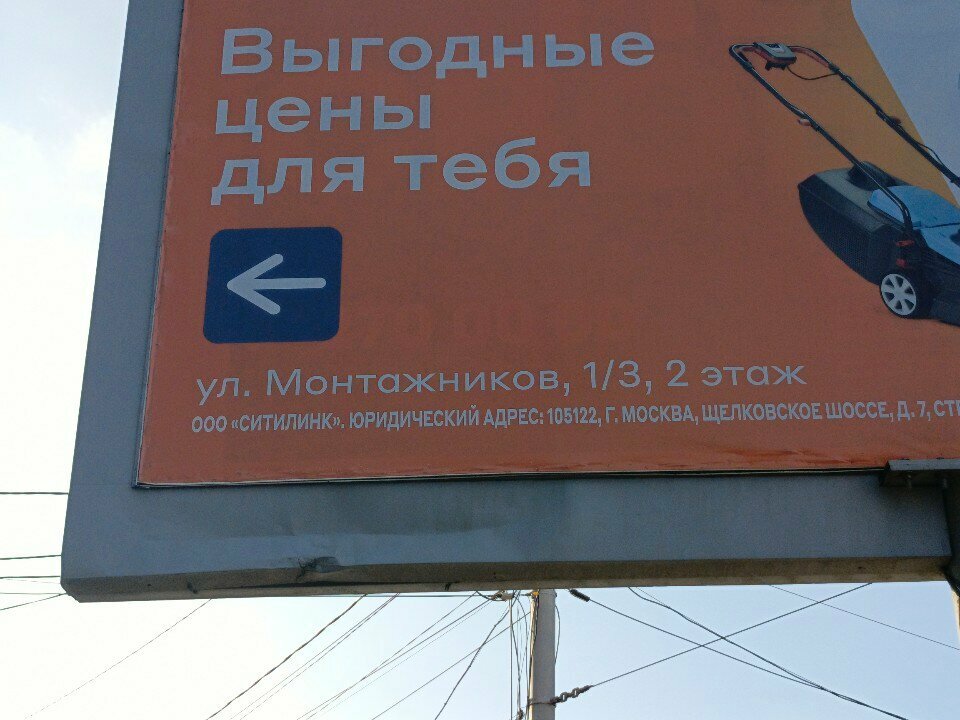 Выгодные
цены
для тебя
ул. Монтажников, 1/3, 2 этаж
ООО «СИТИЛИНК». ЮРИДИЧЕСКИЙ АДРЕС: 105122, Г. МОСКВА, ЩЕЛКОВСКОЕ ШОССЕ, Д. 7, СТР